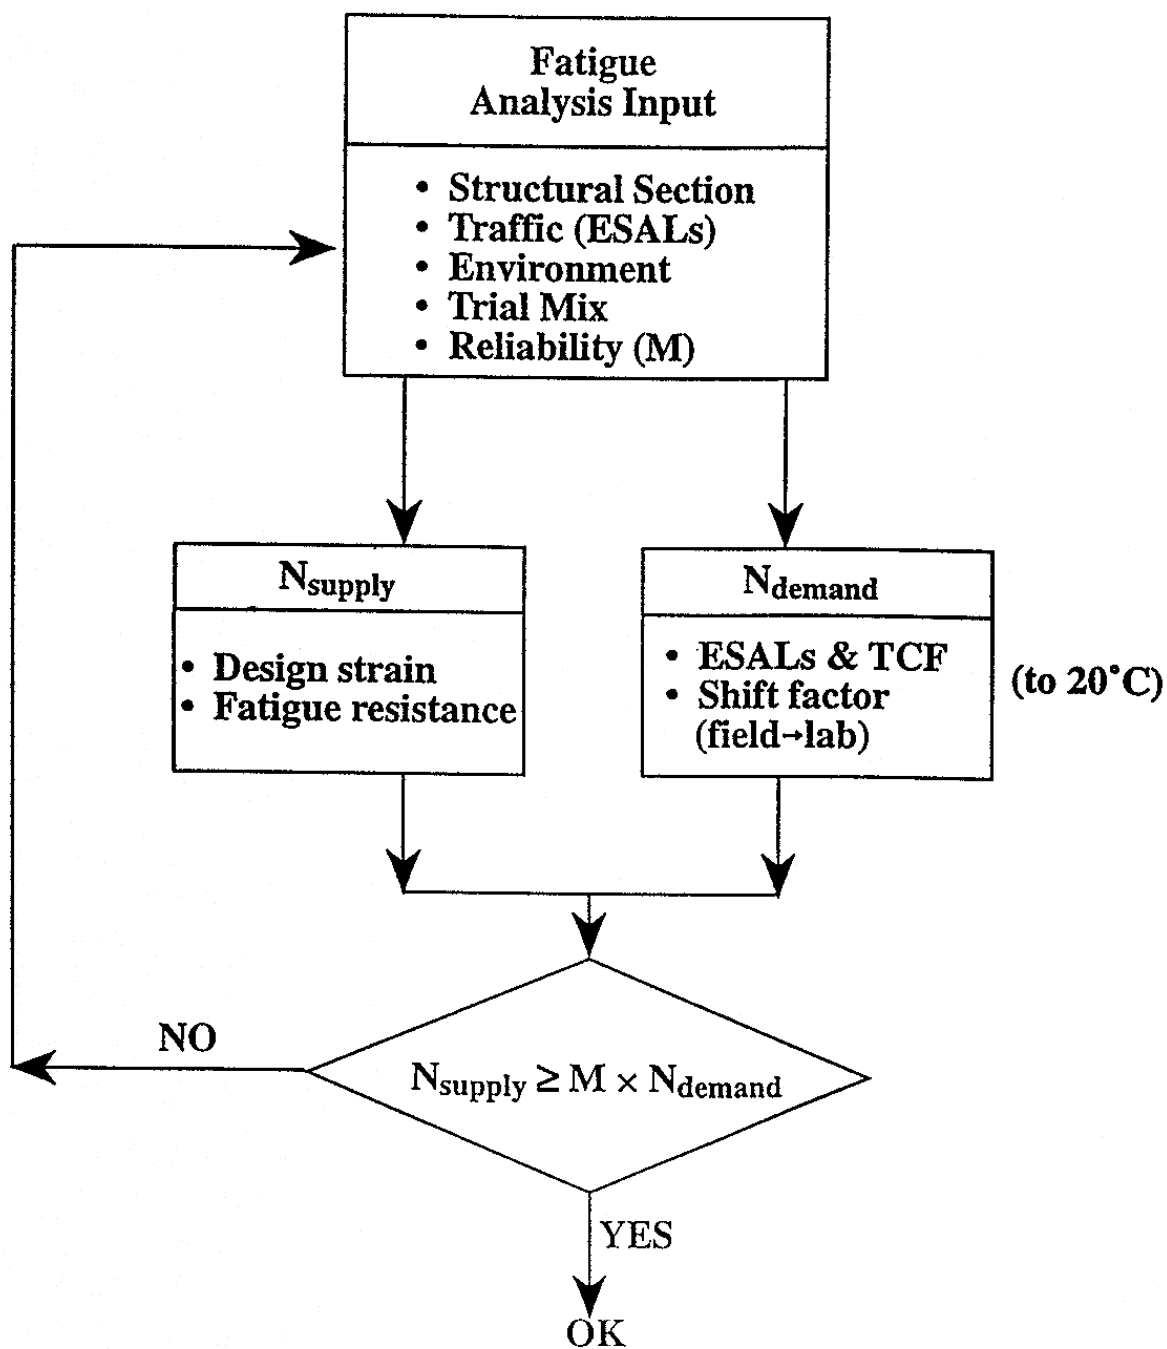 Fatigue
Analysis Input
• Structural Section
• Traffic (ESALs)
• Environment
• Trial Mix
• Reliability (M)
Nsupply
• Design strain
• Fatigue resistance
Ndemand
• ESALs & TCF
• Shift factor
(field→lab)
(to 20°C)
NO
Nsupply ≥ M × Ndemand
YES
OK